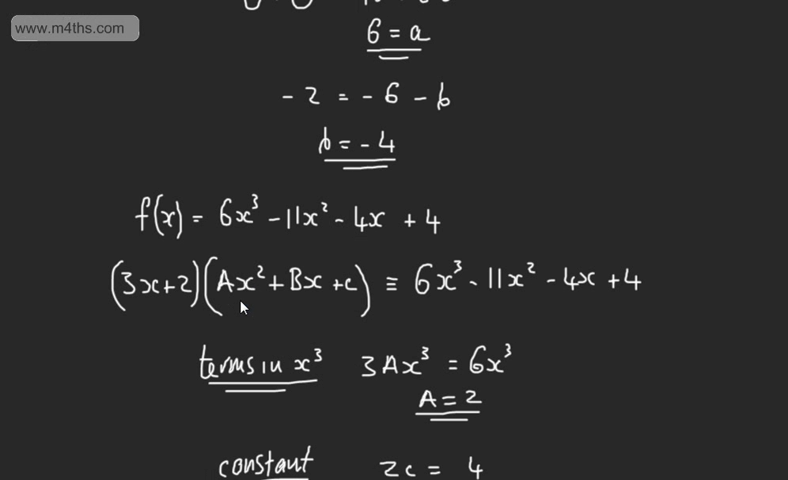 www.m4ths.com
6 = a
- 2 = - 6 - b
b = - 4
f(x) = 6x³ - 11x² - 4x + 4
(3x+2)(Ax² + Bx + c) ≡ 6x³ - 11x² - 4x + 4
terms in x³ 3Ax³ = 6x³
A = 2
constant 2c = 4